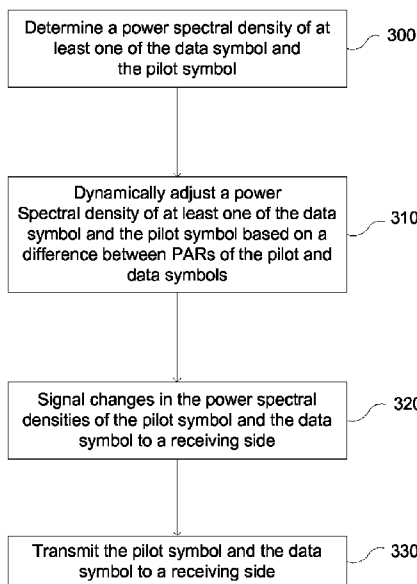 Determine a power spectral density of at
least one of the data symbol and
the pilot symbol
300
Dynamically adjust a power
Spectral density of at least one of the data
symbol and the pilot symbol based on a
difference between PARs of the pilot and
data symbols
310
Signal changes in the power spectral
densities of the pilot symbol and the data
symbol to a receiving side
320
Transmit the pilot symbol and the data
symbol to a receiving side
330